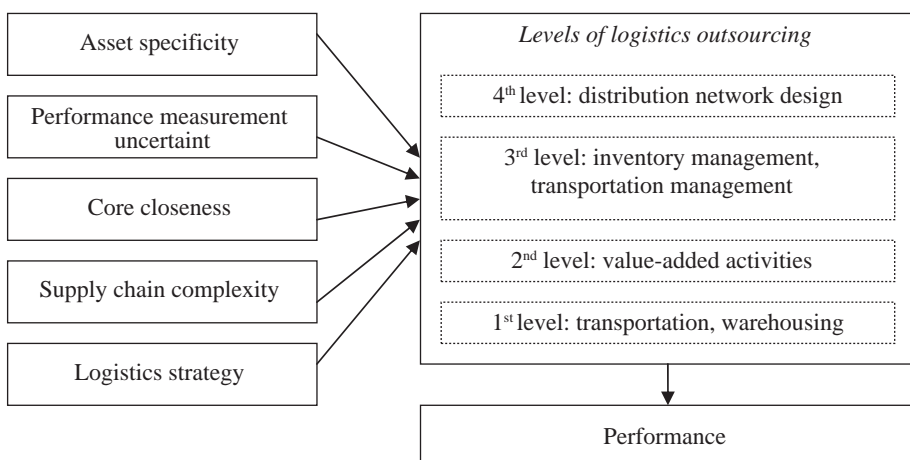 Asset specificity
Performance measurement
uncertaint
Core closeness
Supply chain complexity
Logistics strategy
Levels of logistics outsourcing
4th level: distribution network design
3rd level: inventory management,
transportation management
2nd level: value-added activities
1st level: transportation, warehousing
Performance